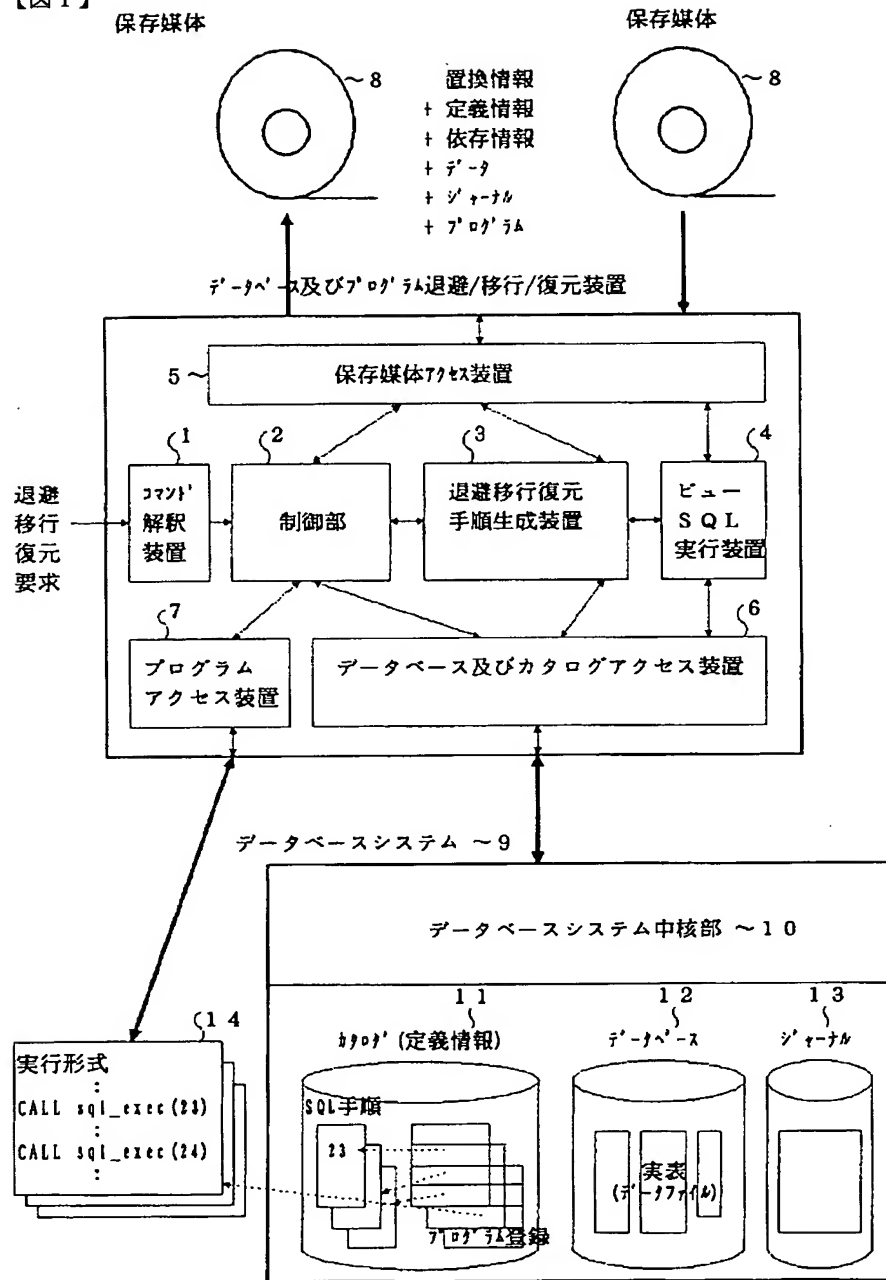 【図1】
保存媒体
保存媒体
~8
~8
置換情報
+ 定義情報
+ 依存情報
+ ﾃﾞｰﾀ
+ ｼﾞｬｰﾅﾙ
+ ﾌﾟﾛｸﾞﾗﾑ
ﾃﾞｰﾀﾍﾞｰｽ及びﾌﾟﾛｸﾞﾗﾑ退避/移行/復元装置
5~
保存媒体ｱｸｾｽ装置
1
2
3
4
退避
移行
復元
要求
ｺﾏﾝﾄﾞ
解釈
装置
制御部
退避移行復元
手順生成装置
ビュー
SQL
実行装置
7
6
プログラム
アクセス装置
データベース及びカタログアクセス装置
データベースシステム ~9
データベースシステム中核部 ~10
11
12
13
14
ｶﾀﾛｸﾞ(定義情報)
ﾃﾞｰﾀﾍﾞｰｽ
ｼﾞｬｰﾅﾙ
実行形式
:
CALL sql_exec(23)
:
CALL sql_exec(24)
:
SQL手順
23
ﾌﾟﾛｸﾞﾗﾑ登録
実表
(ﾃﾞｰﾀﾌｧｲﾙ)